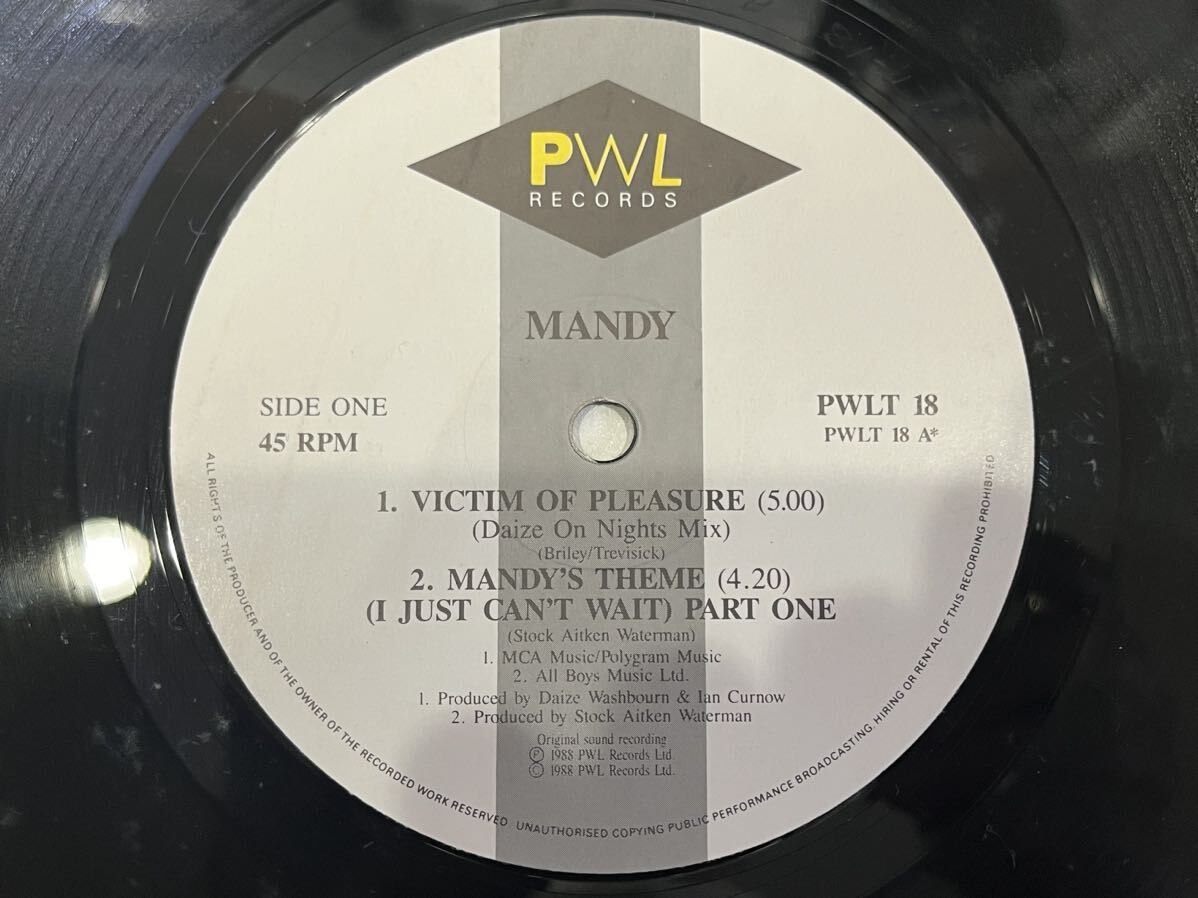 PWL
RECORDS
MANDY
SIDE ONE
45 RPM
PWLT 18
PWLT 18 A*
1. VICTIM OF PLEASURE (5.00)
(Daize On Nights Mix)
(Briley/Trevisick)
2. MANDY'S THEME (4.20)
(I JUST CAN'T WAIT) PART ONE
(Stock Aitken Waterman)
1. MCA Music/Polygram Music
2. All Boys Music Ltd.
1. Produced by Daize Washbourn & Ian Curnow
2. Produced by Stock Aitken Waterman
Original sound recording
Ⓟ 1988 PWL Records Ltd.
© 1988 PWL Records Ltd.
ALL RIGHTS OF THE PRODUCER AND OF THE OWNER OF THE RECORDED WORK RESERVED UNAUTHORISED COPYING PUBLIC PERFORMANCE BROADCASTING, HIRING OR RENTAL OF THIS RECORDING PROHIBITED